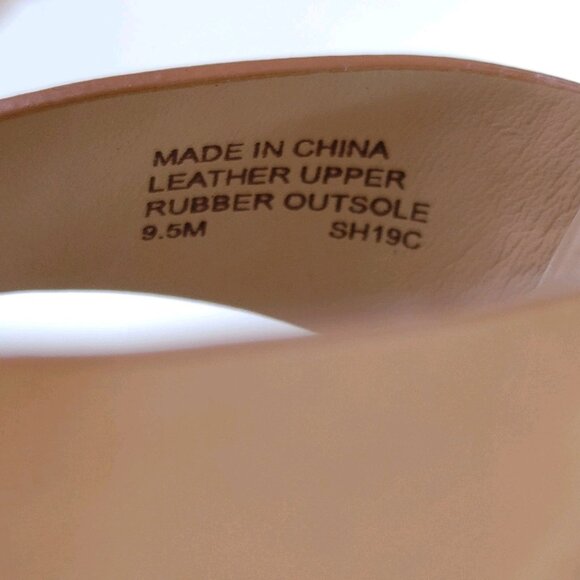 MADE IN CHINA
LEATHER UPPER
RUBBER OUTSOLE
9.5M SH19C